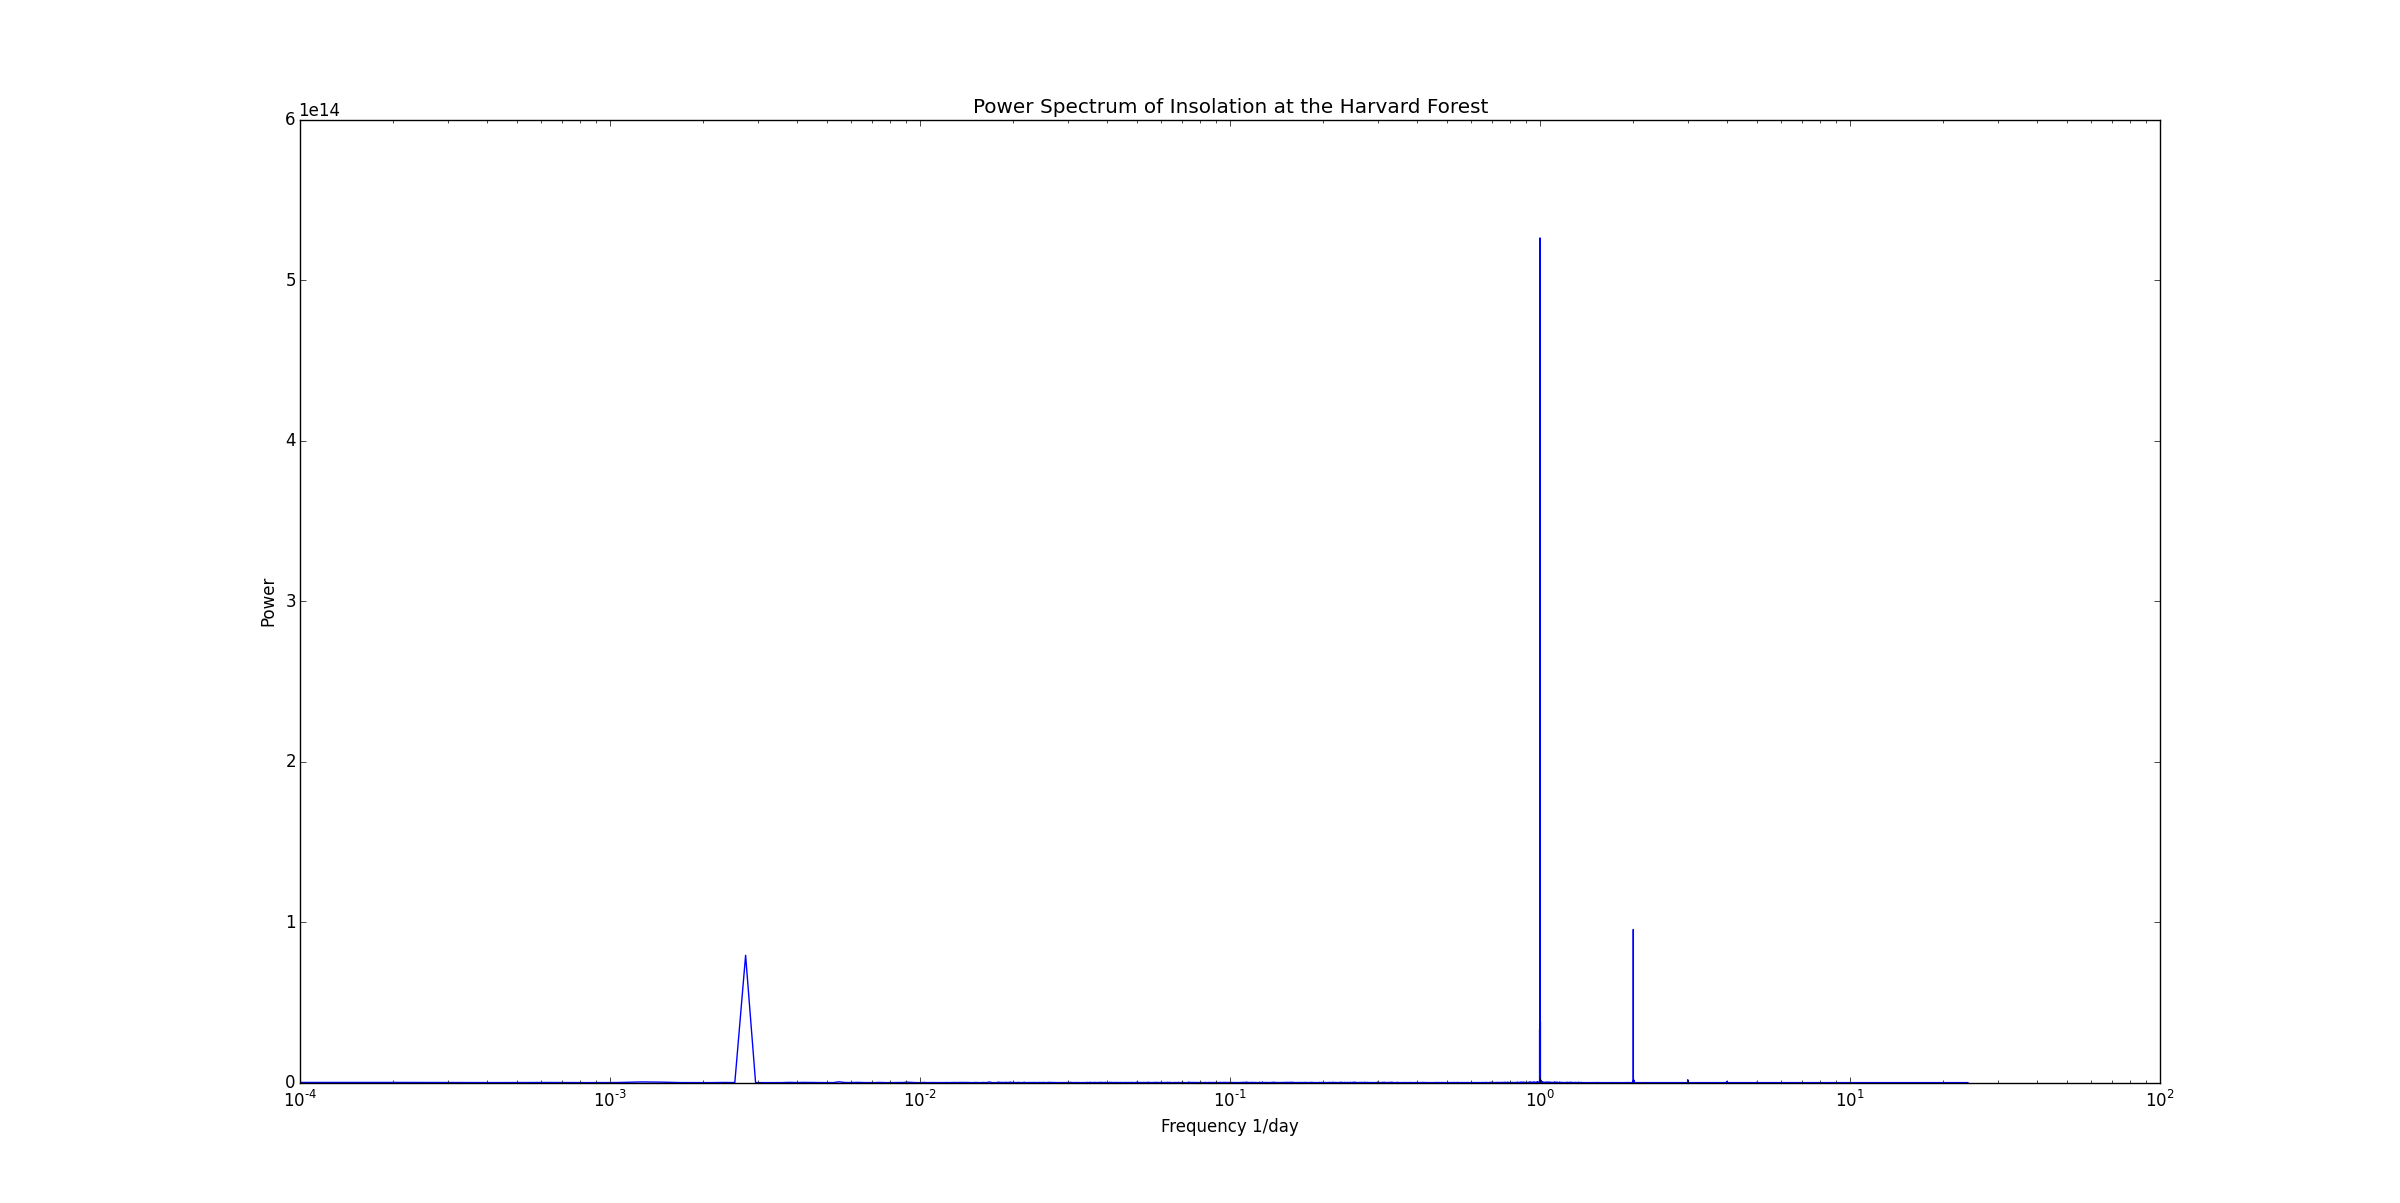 Power Spectrum of Insolation at the Harvard Forest
1e14
6
5
4
3
2
1
0
Power
10^-4 10^-3 10^-2 10^-1 10^0 10^1 10^2
Frequency 1/day